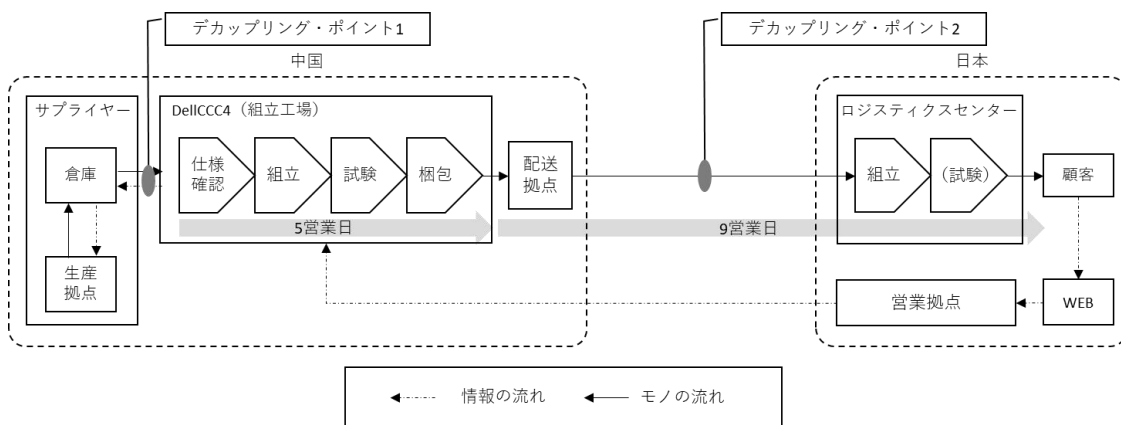 デカップリング・ポイント1
デカップリング・ポイント2
中国
日本
サプライヤー
DellCCC4（組立工場）
ロジスティクスセンター
倉庫
仕様
確認
組立
試験
梱包
配送
拠点
組立
（試験）
顧客
5営業日
9営業日
生産
拠点
営業拠点
WEB
情報の流れ
モノの流れ